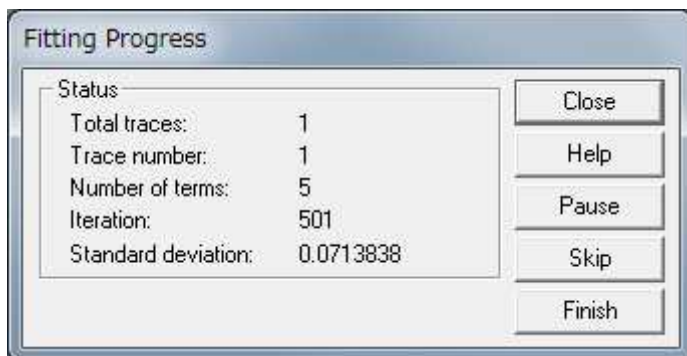 Fitting Progress
Status
Total traces: 1
Trace number: 1
Number of terms: 5
Iteration: 501
Standard deviation: 0.0713838
Close
Help
Pause
Skip
Finish